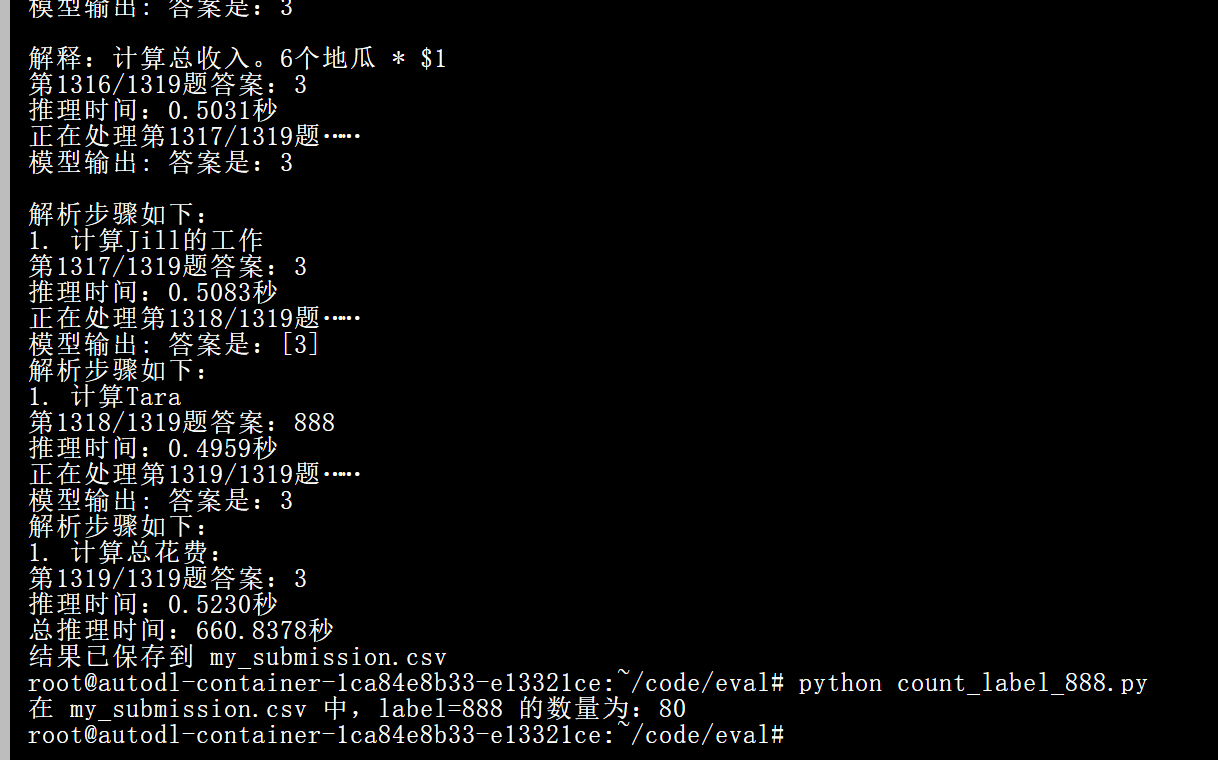 模型输出: 答案是：3
解释：计算总收入。6个地瓜 * $1
第1316/1319题答案：3
推理时间：0.5031秒
正在处理第1317/1319题……
模型输出: 答案是：3
解析步骤如下：
1. 计算Jill的工作
第1317/1319题答案：3
推理时间：0.5083秒
正在处理第1318/1319题……
模型输出: 答案是：[3]
解析步骤如下：
1. 计算Tara
第1318/1319题答案：888
推理时间：0.4959秒
正在处理第1319/1319题……
模型输出: 答案是：3
解析步骤如下：
1. 计算总花费：
第1319/1319题答案：3
推理时间：0.5230秒
总推理时间：660.8378秒
结果已保存到 my_submission.csv
root@autodl-container-1ca84e8b33-e13321ce:~/code/eval# python count_label_888.py
在 my_submission.csv 中，label=888 的数量为：80
root@autodl-container-1ca84e8b33-e13321ce:~/code/eval#